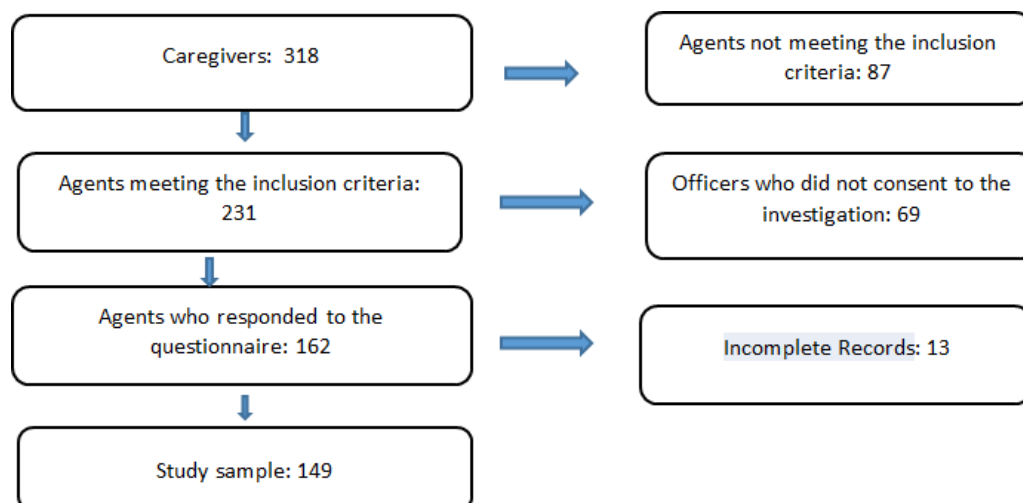 Caregivers: 318
Agents not meeting the inclusion
criteria: 87
Agents meeting the inclusion criteria:
231
Officers who did not consent to the
investigation: 69
Agents who responded to the
questionnaire: 162
Incomplete Records: 13
Study sample: 149